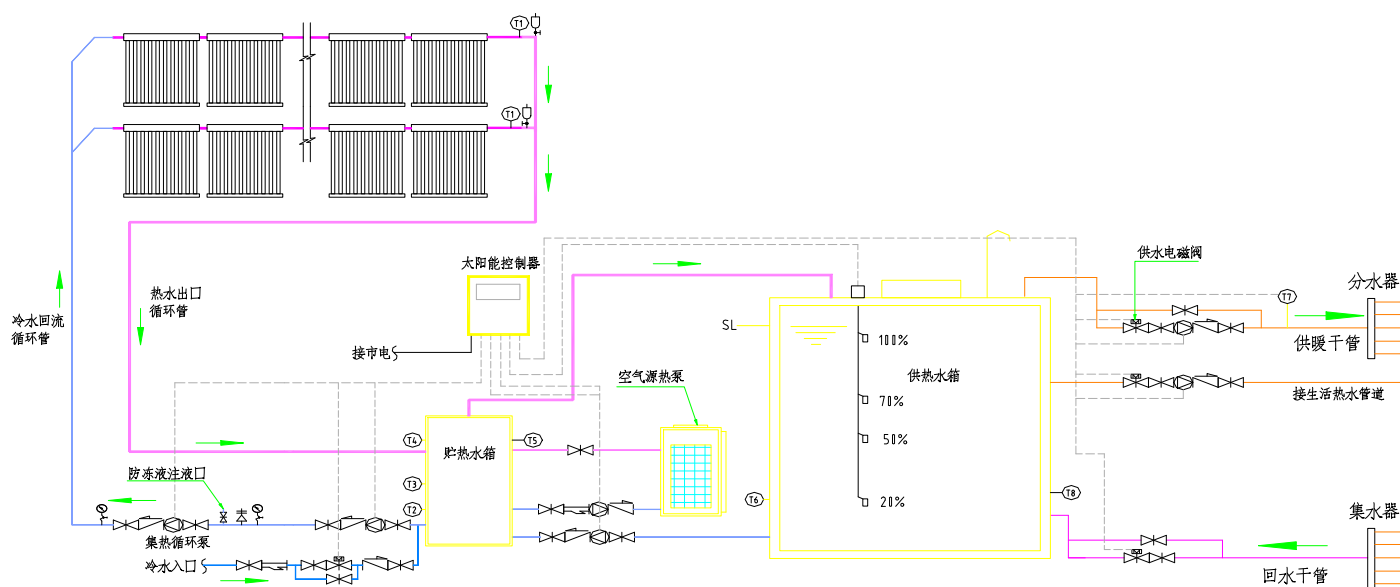 T1
T1
太阳能控制器
供水电磁阀
热水出口
循环管
冷水回流
循环管
接市电
SL
100%
70%
50%
20%
供热水箱
T7
分水器
供暖干管
空气源热泵
接生活热水管道
T4
贮热水箱
T5
防冻液注液口
T3
T2
T6
T8
集热循环泵
冷水入口
集水器
回水干管